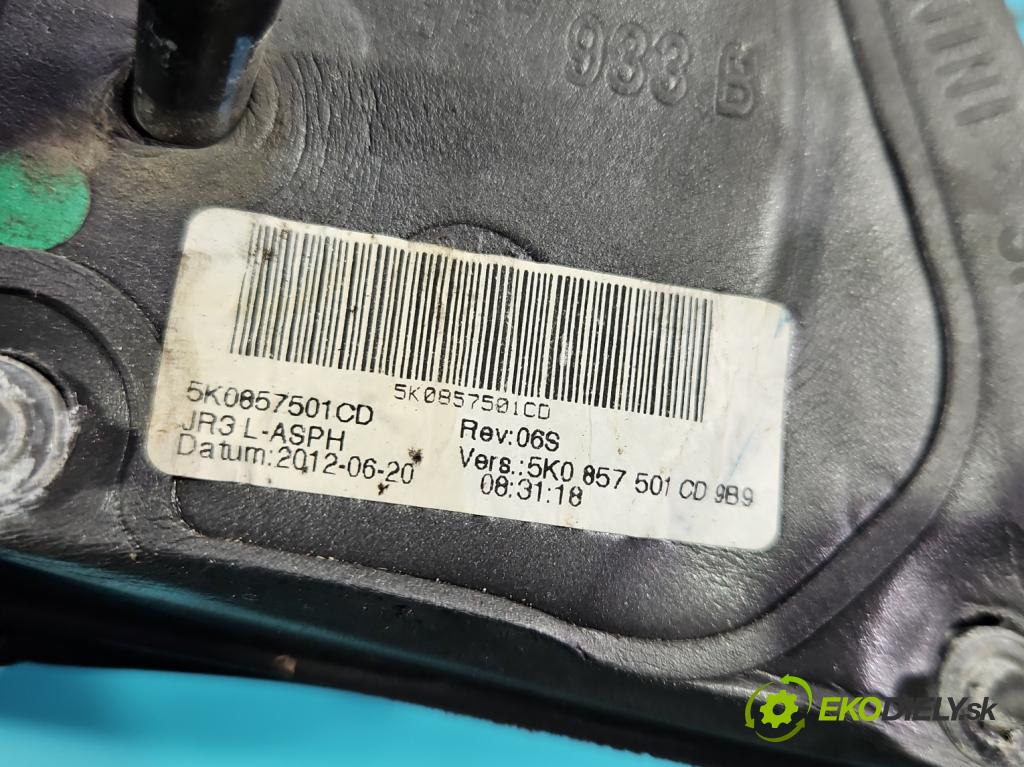 933 B
5K0857501CD
5K0857501CD
JR3 L-ASPH
Rev:06S
Datum:2012-06-20
Vers.:5K0 857 501 CD 9B9
08:31:18
EKODIELY.sk